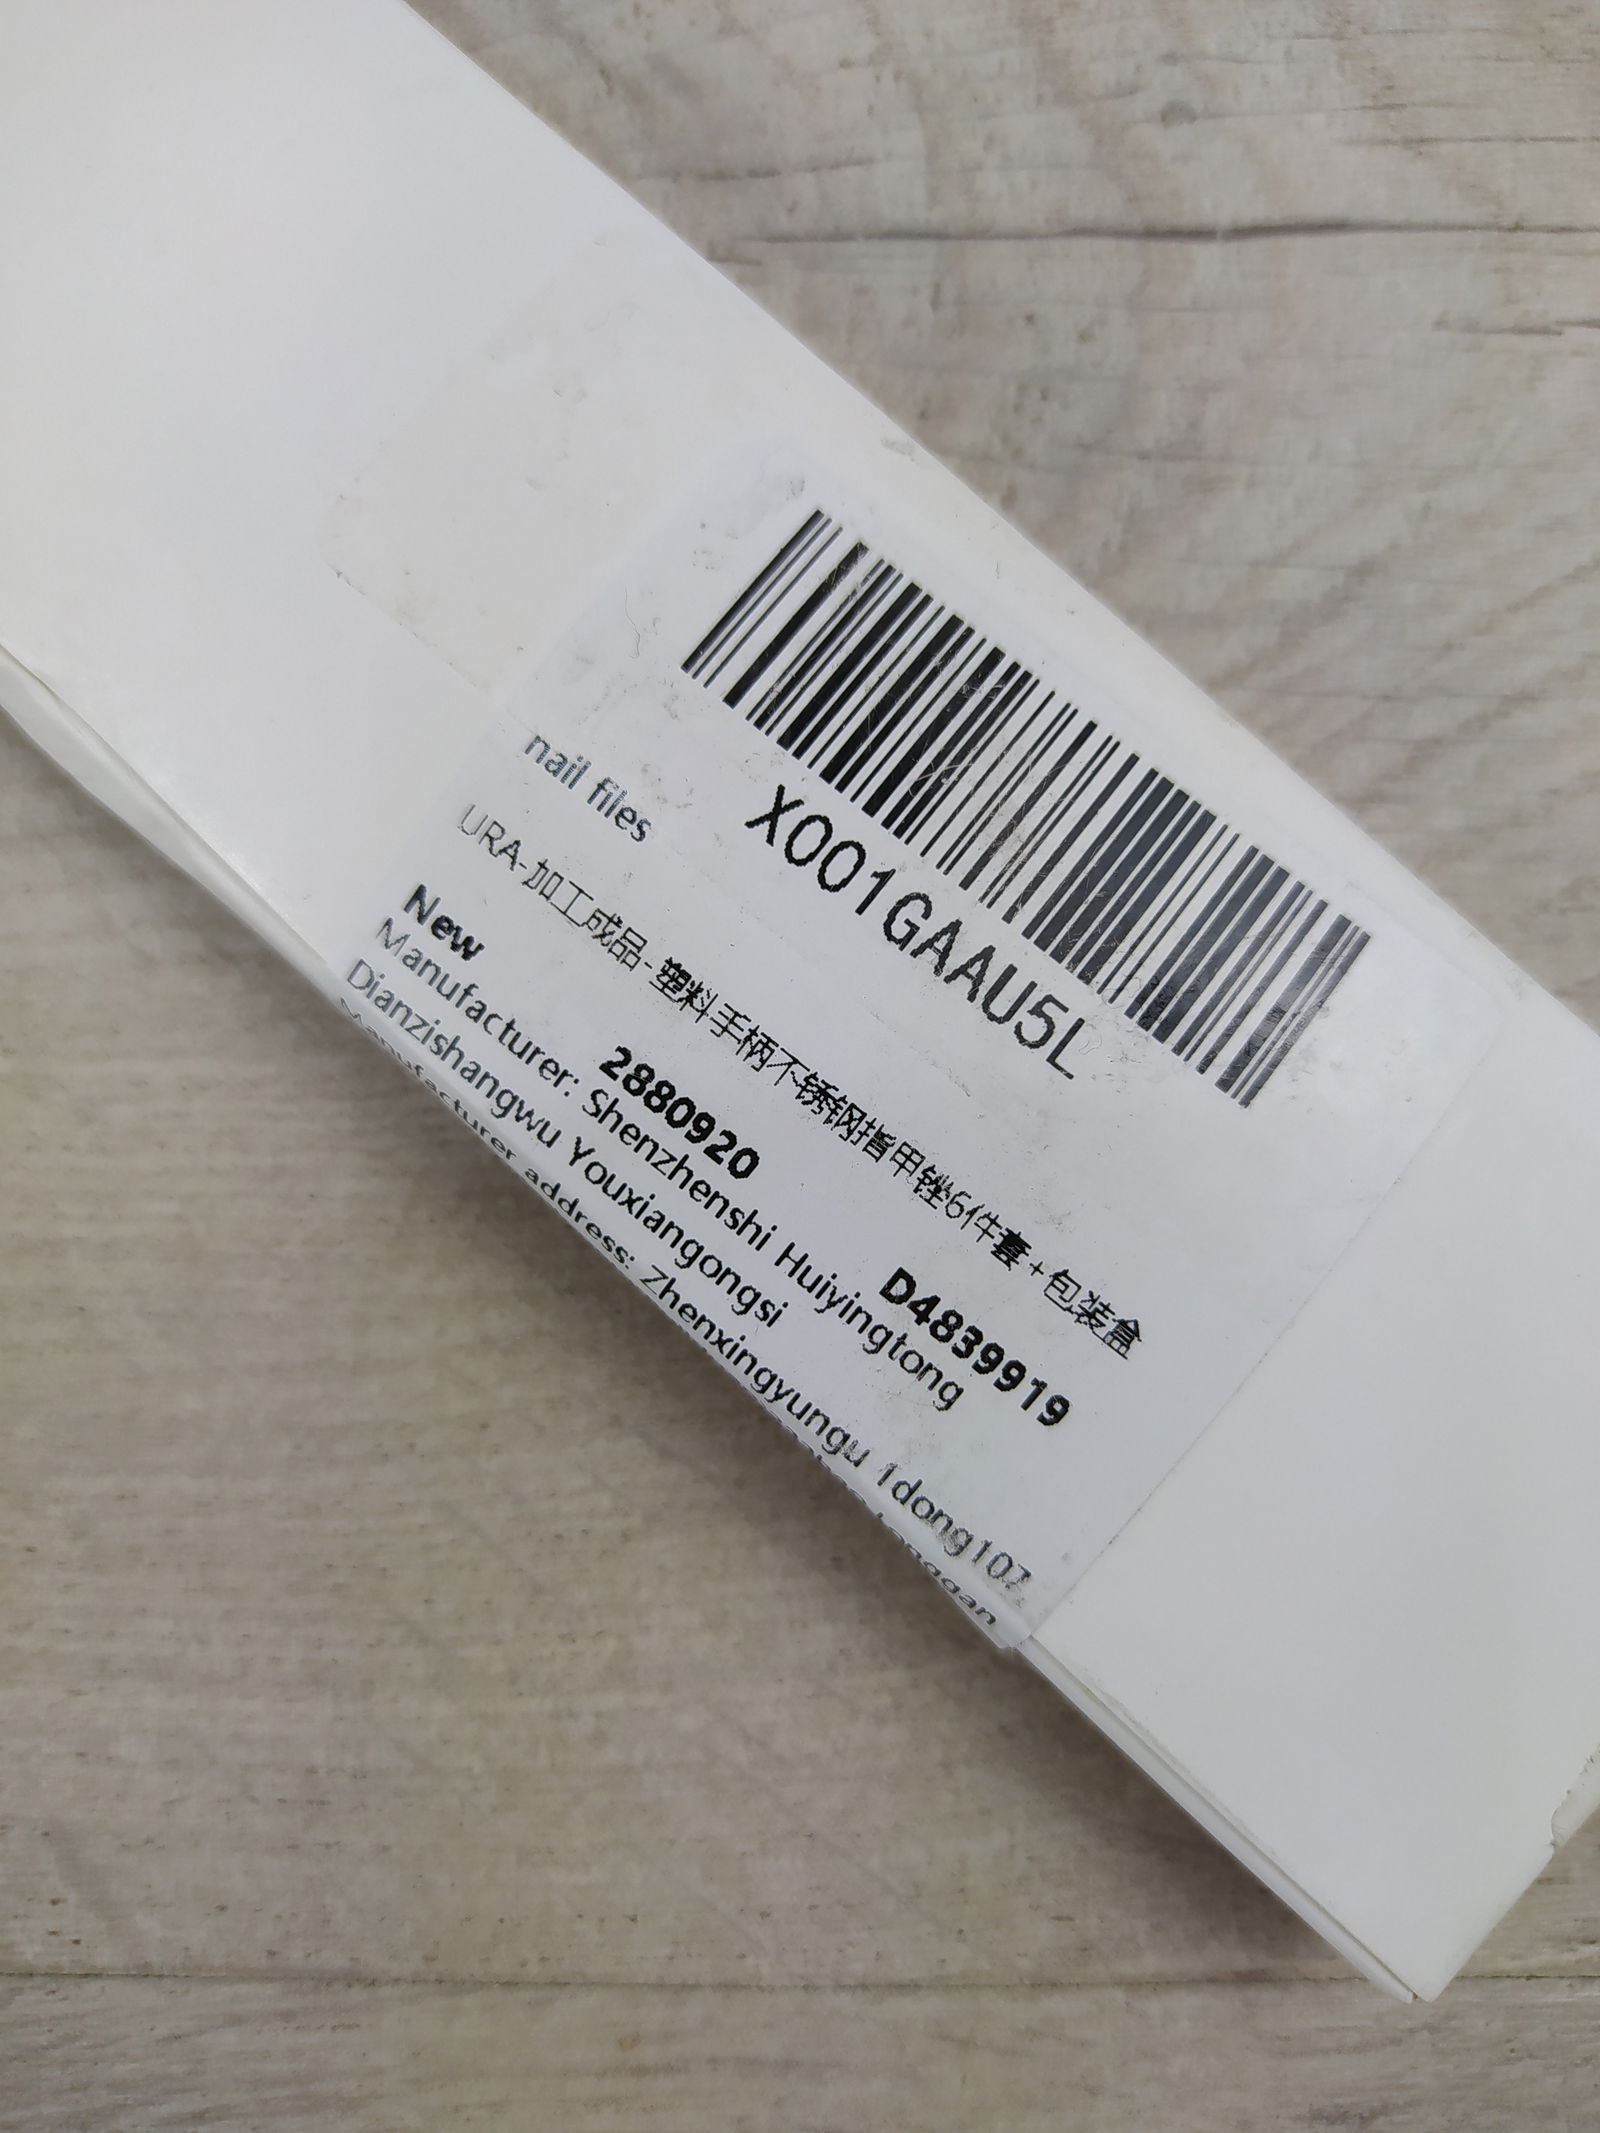 X001GAAU5L
nail files
URA-加工成品-塑料手柄不锈钢指甲锉6件套+包装盒
New
2880920 D4839919
Manufacturer: Shenzhenshi Huiyingtong
Dianzishangwu Youxiangongsi
Manufacturer address: Zhenxingyungu 1dong107